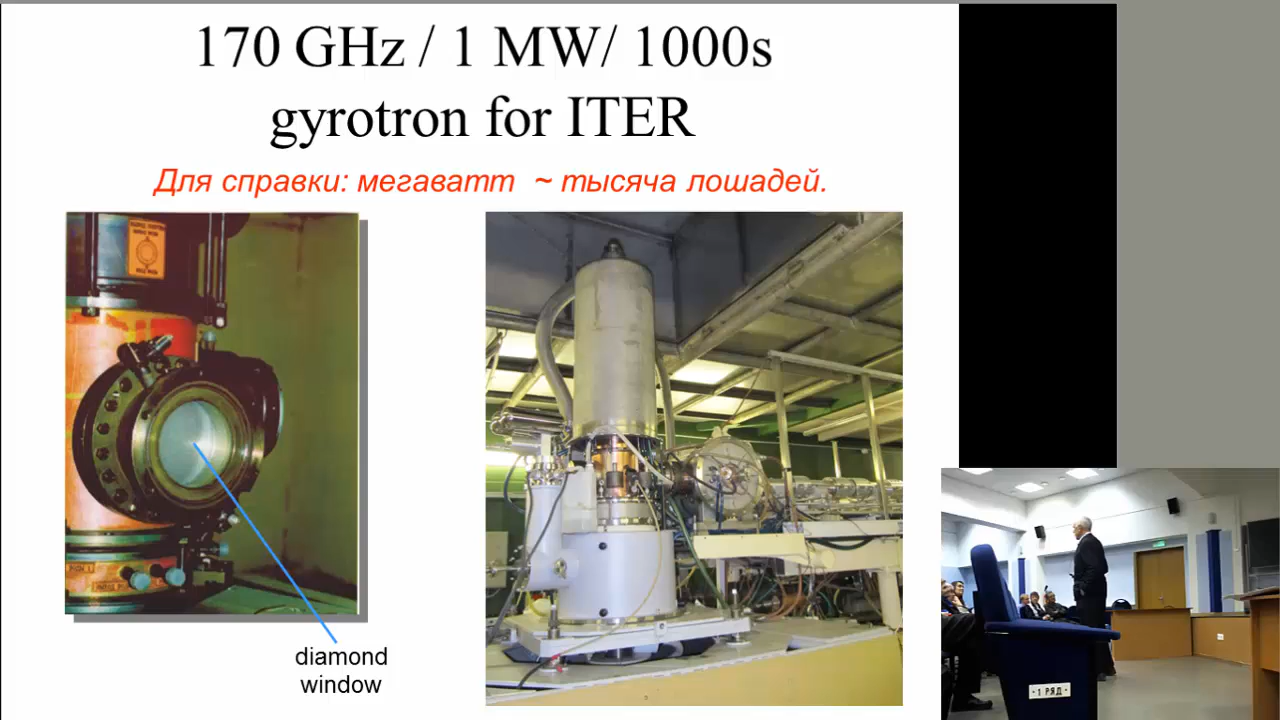 170 GHz / 1 MW/ 1000s
gyrotron for ITER
Для справки: мегаватт ~ тысяча лошадей.
diamond
window
1 РЯД